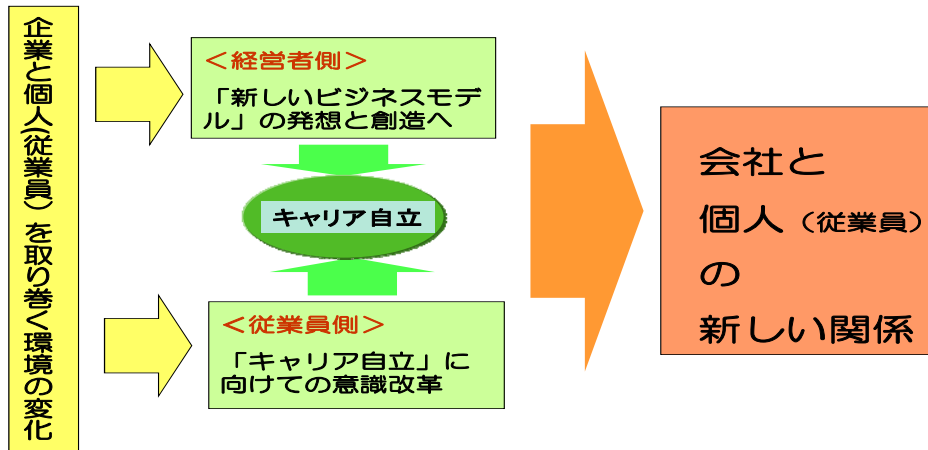 企業と個人(従業員)を取り巻く環境の変化
＜経営者側＞
「新しいビジネスモデ
ル」の発想と創造へ
キャリア自立
＜従業員側＞
「キャリア自立」に
向けての意識改革
会社と
個人（従業員）
の
新しい関係